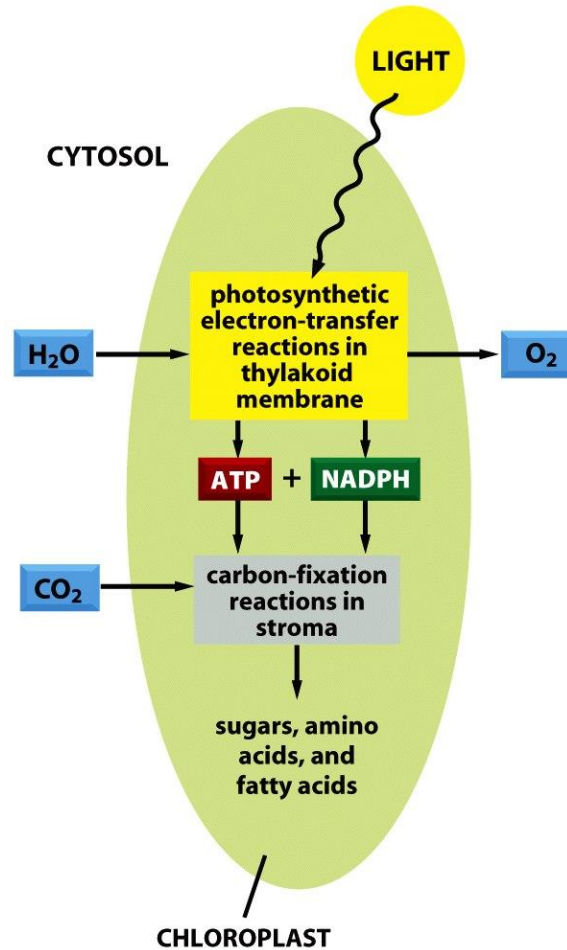 LIGHT
CYTOSOL
photosynthetic
electron-transfer
reactions in
thylakoid
membrane
H₂O
O₂
ATP + NADPH
CO₂
carbon-fixation
reactions in
stroma
sugars, amino
acids, and
fatty acids
CHLOROPLAST